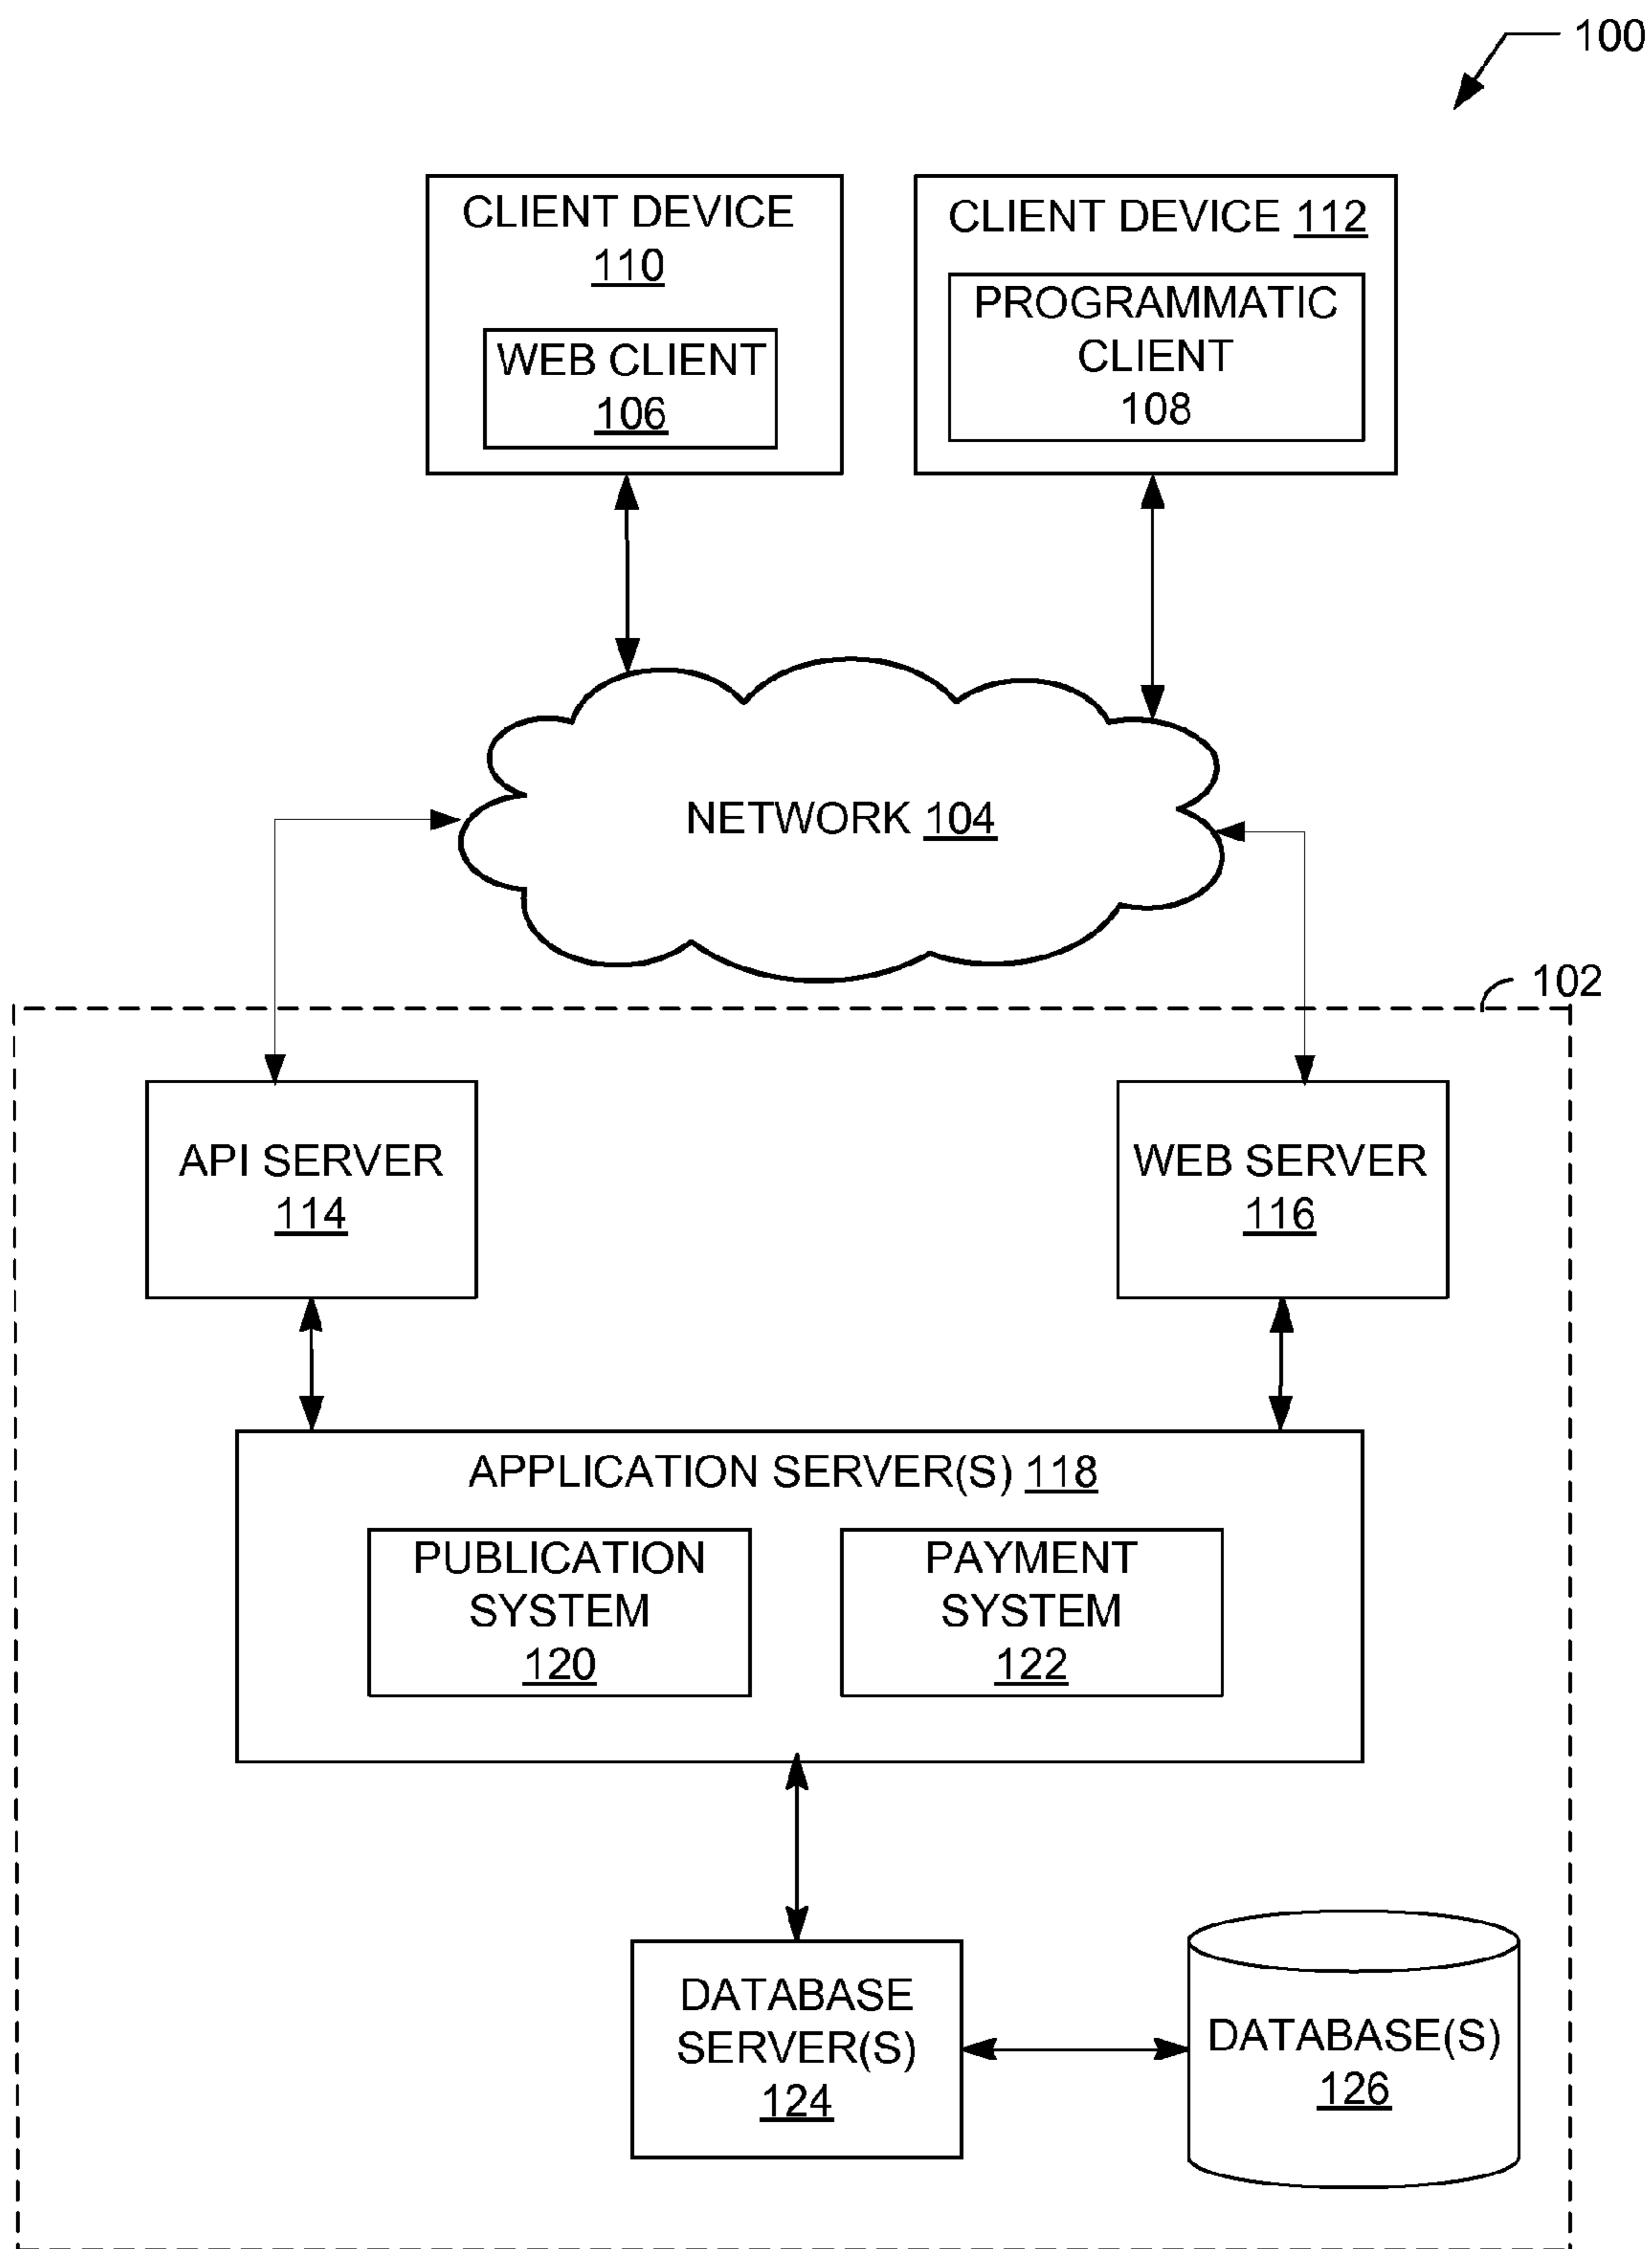 100
CLIENT DEVICE
110
WEB CLIENT
106
CLIENT DEVICE 112
PROGRAMMATIC
CLIENT
108
NETWORK 104
102
API SERVER
114
WEB SERVER
116
APPLICATION SERVER(S) 118
PUBLICATION
SYSTEM
120
PAYMENT
SYSTEM
122
DATABASE
SERVER(S)
124
DATABASE(S)
126